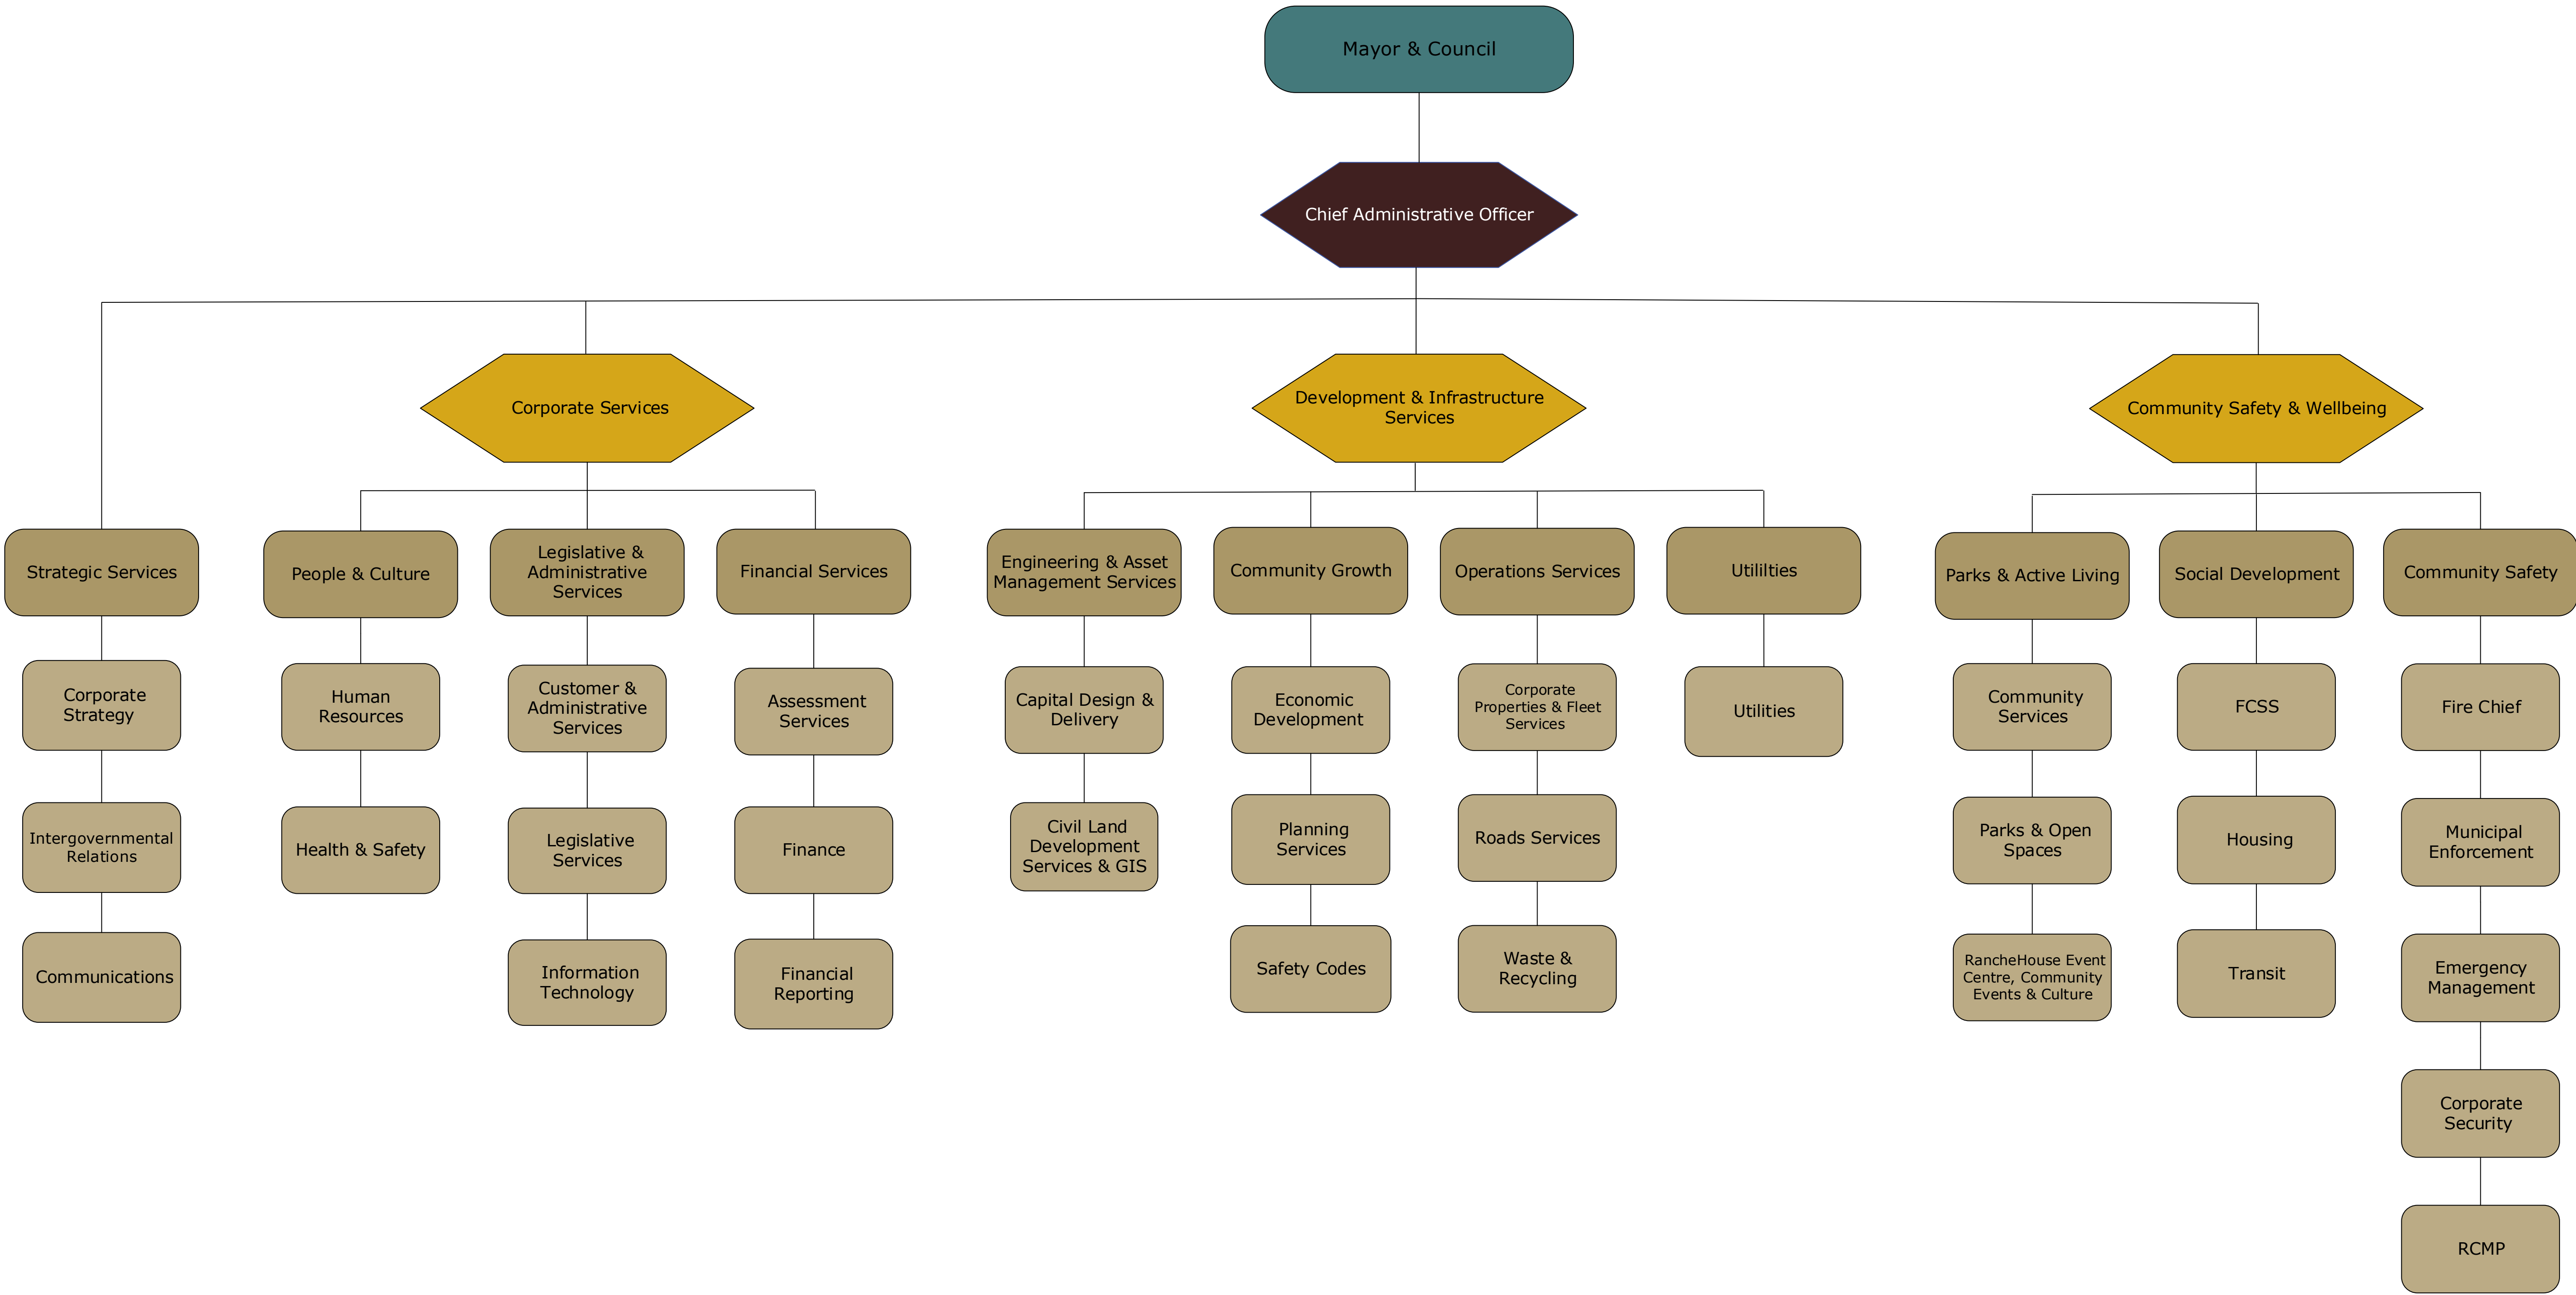 Mayor & Council
Chief Administrative Officer
Corporate Services
Development & Infrastructure
Services
Community Safety & Wellbeing
Strategic Services
Corporate
Strategy
Intergovernmental
Relations
Communications
People & Culture
Human
Resources
Health & Safety
Legislative &
Administrative
Services
Customer &
Administrative
Services
Legislative
Services
Information
Technology
Financial Services
Assessment
Services
Finance
Financial
Reporting
Engineering & Asset
Management Services
Capital Design &
Delivery
Civil Land
Development
Services & GIS
Community Growth
Economic
Development
Planning
Services
Safety Codes
Operations Services
Corporate
Properties & Fleet
Services
Roads Services
Waste &
Recycling
Utililties
Utilities
Parks & Active Living
Community
Services
Parks & Open
Spaces
RancheHouse Event
Centre, Community
Events & Culture
Social Development
FCSS
Housing
Transit
Community Safety
Fire Chief
Municipal
Enforcement
Emergency
Management
Corporate
Security
RCMP